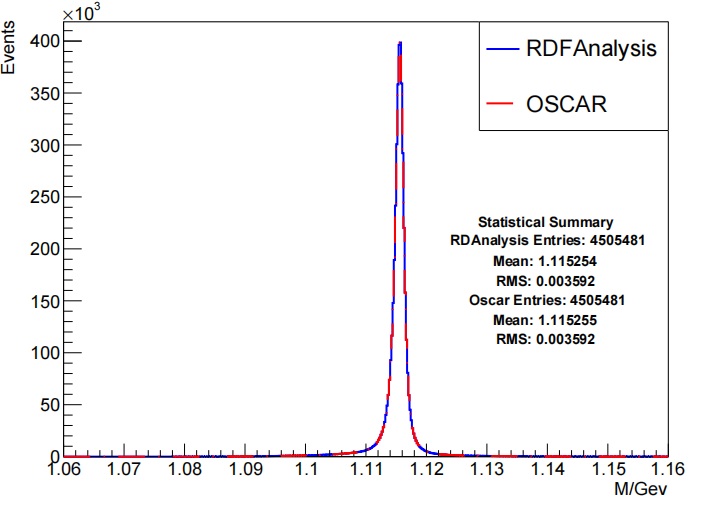 ×10³
Events
400
350
300
250
200
150
100
50
0
RDFAnalysis
OSCAR
Statistical Summary
RDAnalysis Entries: 4505481
Mean: 1.115254
RMS: 0.003592
Oscar Entries: 4505481
Mean: 1.115255
RMS: 0.003592
1.06 1.07 1.08 1.09 1.1 1.11 1.12 1.13 1.14 1.15 1.16
M/Gev